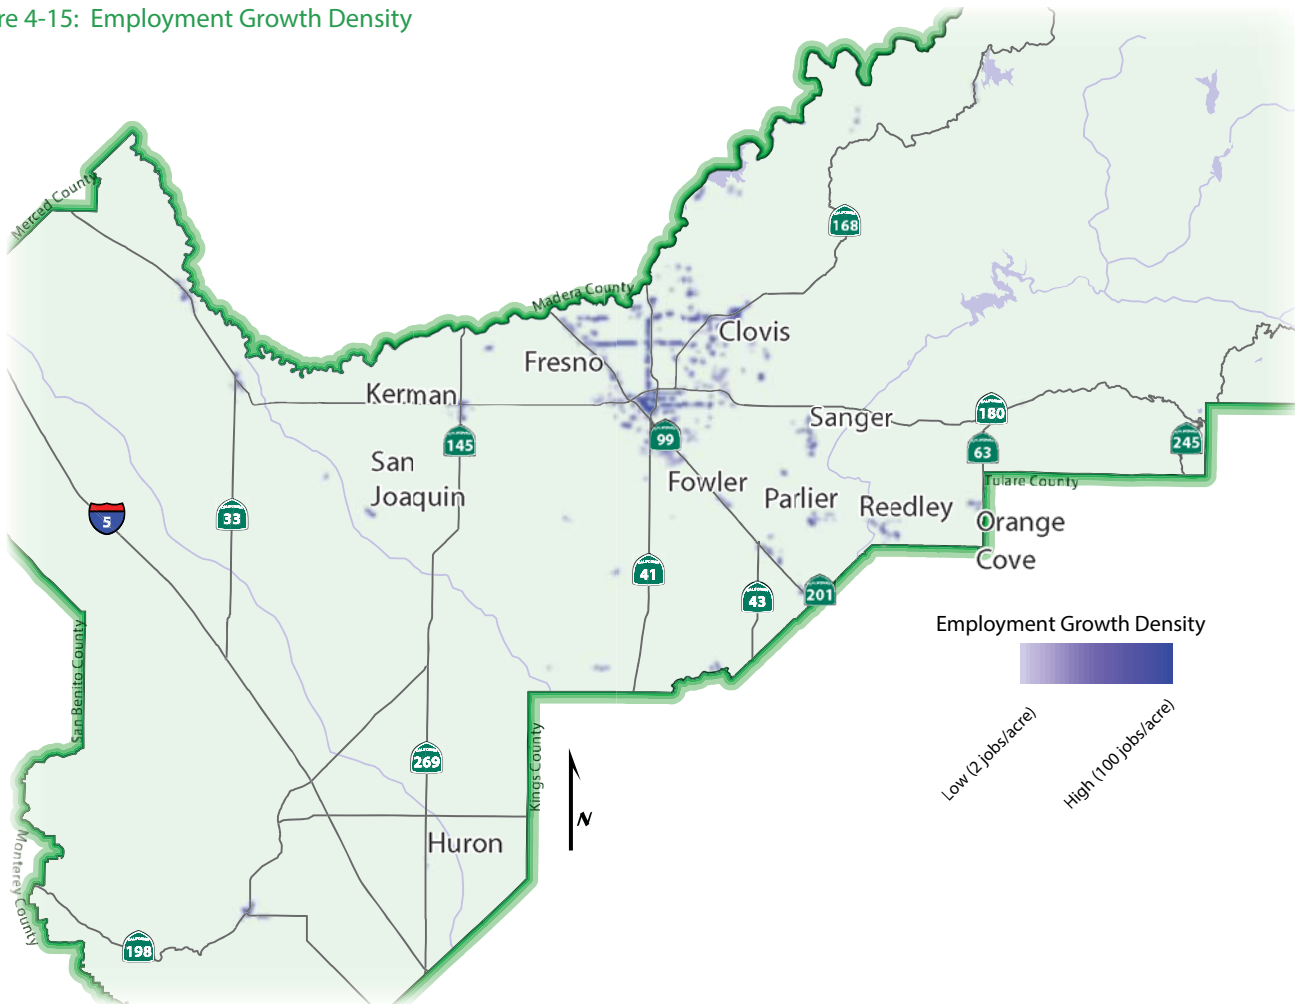 re 4-15: Employment Growth Density
Merced County
168
Madera County
Clovis
Fresno
Kerman
Sanger
180
99
145
63
245
San
Joaquin
Fowler
Tulare County
Parlier
Reedley
5
33
Orange
Cove
41
43
201
Employment Growth Density
Low (2 jobs/acre)
High (100 jobs/acre)
San Benito County
269
Kings County
N
Huron
Monterey County
198